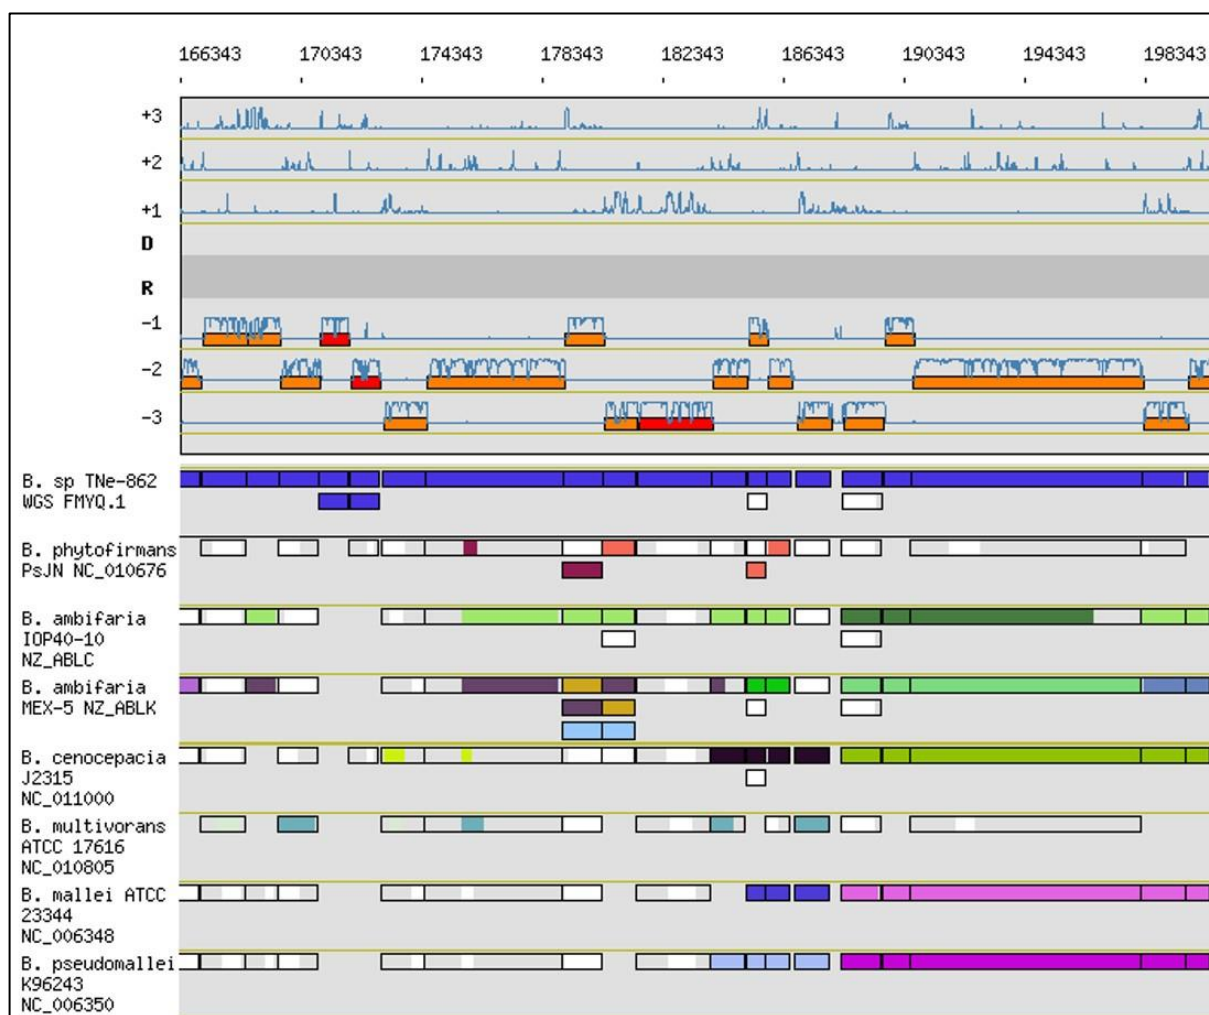 166343 170343 174343 178343 182343 186343 190343 194343 198343
+3
+2
+1
D
R
-1
-2
-3
B. sp TNe-862
WGS FMYQ.1
B. phytofirmans
PsJN NC_010676
B. ambifaria
IOP40-10
NZ_ABLC
B. ambifaria
MEX-5 NZ_ABLK
B. cenocepacia
J2315
NC_011000
B. multivorans
ATCC 17616
NC_010805
B. mallei ATCC
23344
NC_006348
B. pseudomallei
K96243
NC_006350